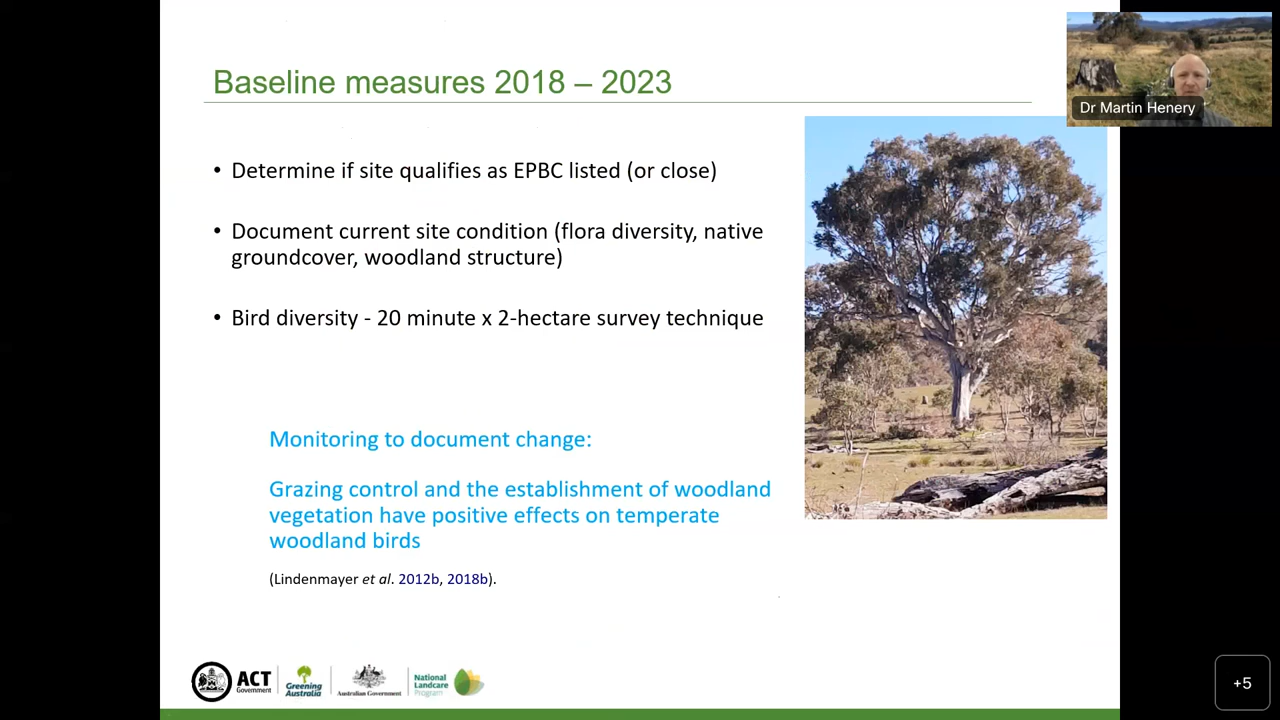 Baseline measures 2018 – 2023
Dr Martin Henery
• Determine if site qualifies as EPBC listed (or close)
• Document current site condition (flora diversity, native
groundcover, woodland structure)
• Bird diversity - 20 minute x 2-hectare survey technique
Monitoring to document change:
Grazing control and the establishment of woodland
vegetation have positive effects on temperate
woodland birds
(Lindenmayer et al. 2012b, 2018b).
ACT
Government
Greening
Australia
Australian Government
National
Landcare
Program
+5